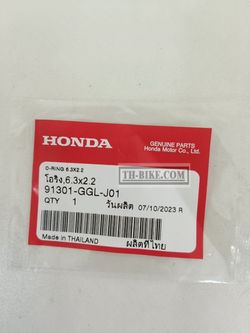 HONDA
GENUINE PARTS
Honda Motor Co., Ltd.
TH-BIKE.COM
O-RING 6.3X2.2
โอริง,6.3x2.2
91301-GGL-J01
QTY 1 วันผลิต 07/10/2023 R
Made in THAILAND ผลิตที่ไทย